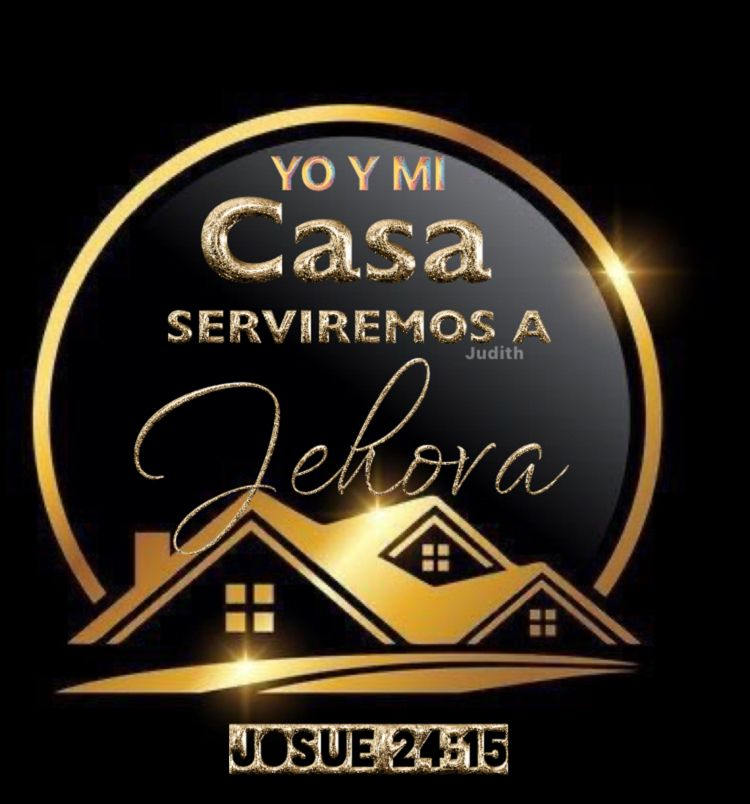 YO Y MI
Casa
SERVIREMOS A
Judith
Jehova
JOSUE 24:15